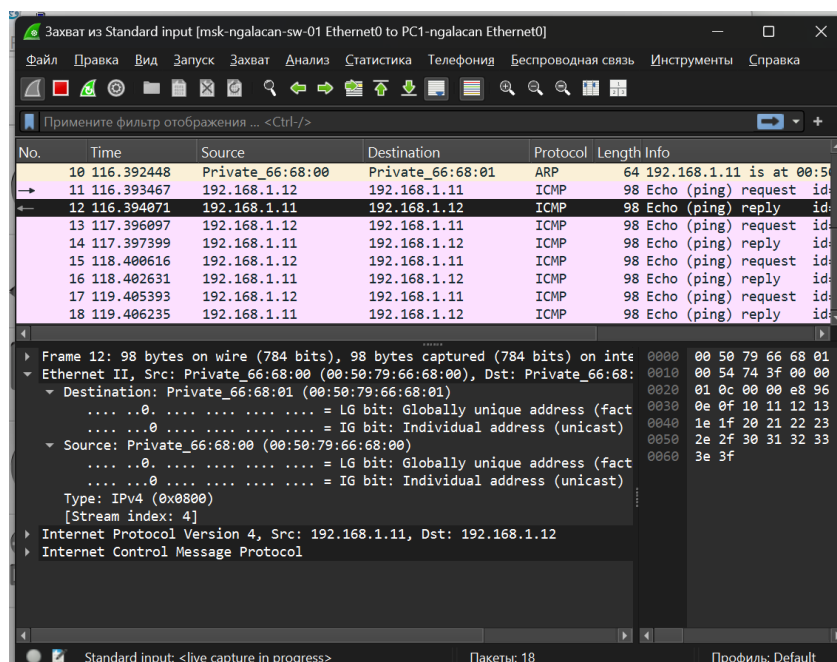 Захват из Standard input [msk-ngalacan-sw-01 Ethernet0 to PC1-ngalacan Ethernet0]
Файл Правка Вид Запуск Захват Анализ Статистика Телефония Беспроводная связь Инструменты Справка
Примените фильтр отображения ... <Ctrl-/>
No. Time Source Destination Protocol Length Info
10 116.392448 Private_66:68:00 Private_66:68:01 ARP 64 192.168.1.11 is at 00:50
11 116.393467 192.168.1.12 192.168.1.11 ICMP 98 Echo (ping) request id=
12 116.394071 192.168.1.11 192.168.1.12 ICMP 98 Echo (ping) reply id=
13 117.396097 192.168.1.12 192.168.1.11 ICMP 98 Echo (ping) request id=
14 117.397399 192.168.1.11 192.168.1.12 ICMP 98 Echo (ping) reply id=
15 118.400616 192.168.1.12 192.168.1.11 ICMP 98 Echo (ping) request id=
16 118.402631 192.168.1.11 192.168.1.12 ICMP 98 Echo (ping) reply id=
17 119.405393 192.168.1.12 192.168.1.11 ICMP 98 Echo (ping) request id=
18 119.406235 192.168.1.11 192.168.1.12 ICMP 98 Echo (ping) reply id=
Frame 12: 98 bytes on wire (784 bits), 98 bytes captured (784 bits) on inte
Ethernet II, Src: Private_66:68:00 (00:50:79:66:68:00), Dst: Private_66:68:
Destination: Private_66:68:01 (00:50:79:66:68:01)
.... ..0. .... .... .... .... = LG bit: Globally unique address (fact
.... ...0 .... .... .... .... = IG bit: Individual address (unicast)
Source: Private_66:68:00 (00:50:79:66:68:00)
.... ..0. .... .... .... .... = LG bit: Globally unique address (fact
.... ...0 .... .... .... .... = IG bit: Individual address (unicast)
Type: IPv4 (0x0800)
[Stream index: 4]
Internet Protocol Version 4, Src: 192.168.1.11, Dst: 192.168.1.12
Internet Control Message Protocol
0000 00 50 79 66 68 01
0010 00 54 74 3f 00 00
0020 01 0c 00 00 e8 96
0030 0e 0f 10 11 12 13
0040 1e 1f 20 21 22 23
0050 2e 2f 30 31 32 33
0060 3e 3f
Standard input: <live capture in progress> Пакеты: 18 Профиль: Default